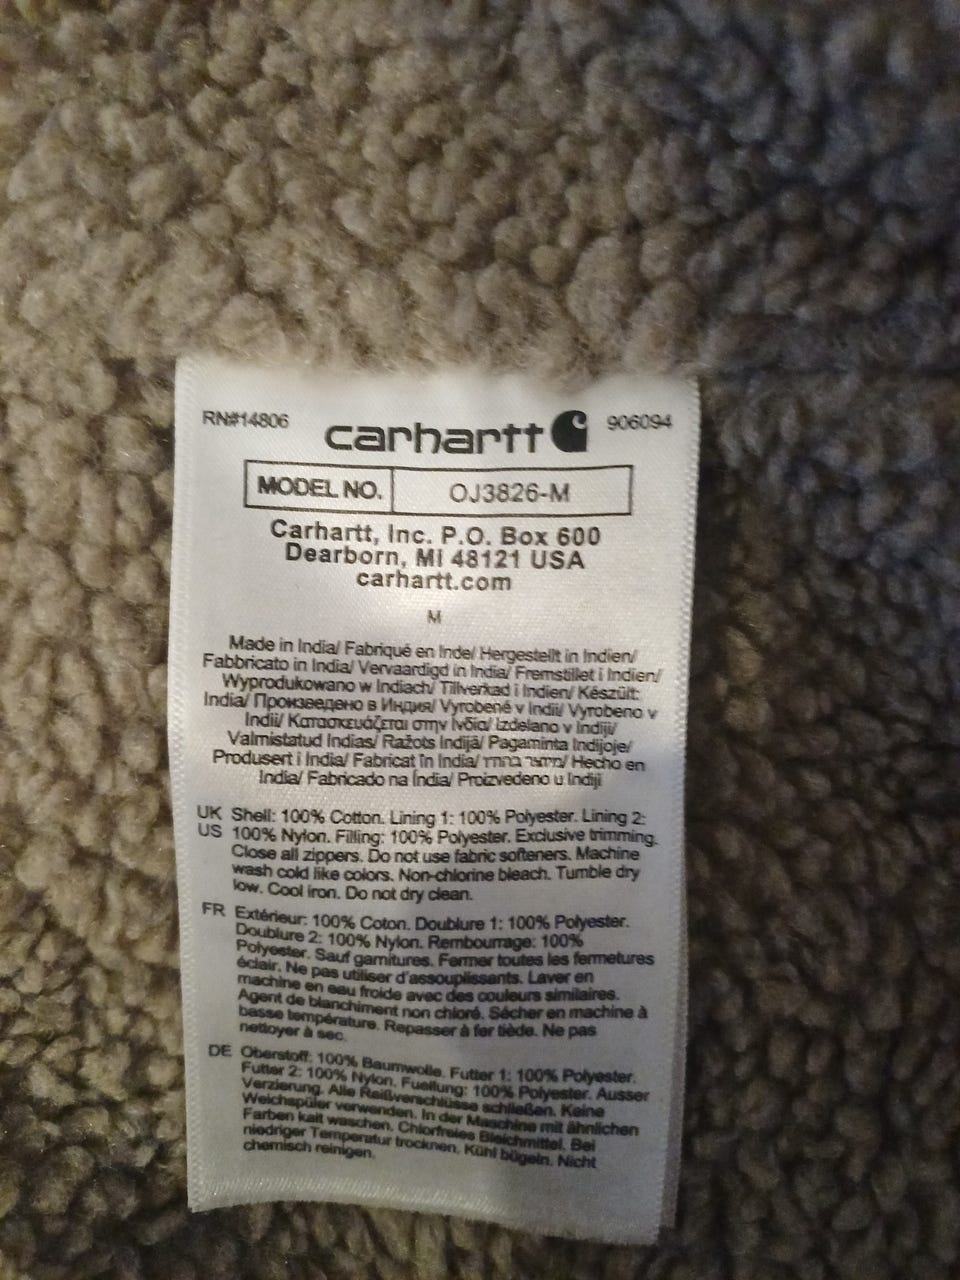 RN#14806
carhartt
906094
MODEL NO. OJ3826-M
Carhartt, Inc. P.O. Box 600
Dearborn, MI 48121 USA
carhartt.com
M
Made in India/ Fabriqué en Inde/ Hergestellt in Indien/
Fabbricato in India/ Vervaardigd in India/ Fremstillet i Indien/
Wyprodukowano w Indiach/ Tillverkad i Indien/ Készült:
India/ Произведено в Индия/ Vyrobené v Indii/ Vyrobeno v
Indii/ Κατασκευάζεται στην Ινδία/ Izdelano v Indiji/
Valmistatud Indias/ Ražots Indijā/ Pagaminta Indijoje/
Produsert i India/ Fabricat în India/ מיוצר בהודו/ Hecho en
India/ Fabricado na Índia/ Proizvedeno u Indiji
UK Shell: 100% Cotton. Lining 1: 100% Polyester. Lining 2:
US 100% Nylon. Filling: 100% Polyester. Exclusive trimming.
Close all zippers. Do not use fabric softeners. Machine
wash cold like colors. Non-chlorine bleach. Tumble dry
low. Cool iron. Do not dry clean.
FR Extérieur: 100% Coton. Doublure 1: 100% Polyester.
Doublure 2: 100% Nylon. Rembourrage: 100%
Polyester. Sauf garnitures. Fermer toutes les fermetures
éclair. Ne pas utiliser d'assouplissants. Laver en
machine en eau froide avec des couleurs similaires.
Agent de blanchiment non chloré. Sécher en machine à
basse température. Repasser à fer tiède. Ne pas
nettoyer à sec.
DE Oberstoff: 100% Baumwolle. Futter 1: 100% Polyester.
Futter 2: 100% Nylon. Fuellung: 100% Polyester. Ausser
Verzierung. Alle Reißverschlüsse schließen. Keine
Weichspüler verwenden. In der Maschine mit ähnlichen
Farben kalt waschen. Chlorfreies Bleichmittel. Bei
niedriger Temperatur trocknen. Kühl bügeln. Nicht
chemisch reinigen.